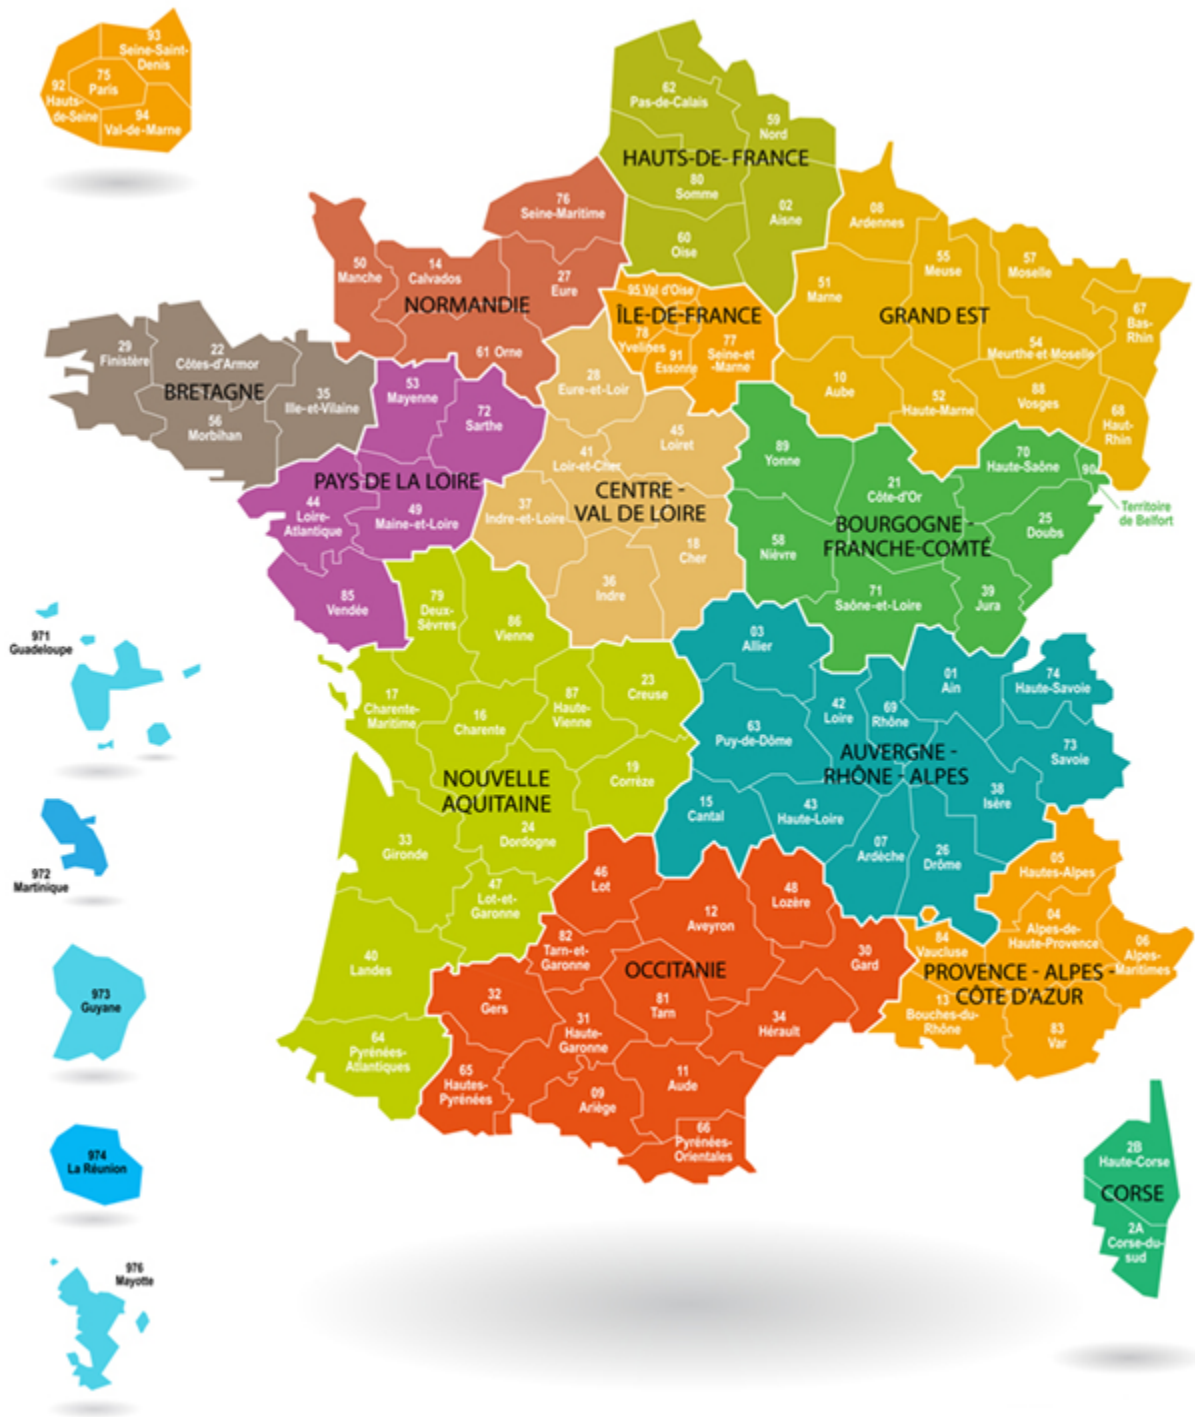 93
Seine-Saint-
Denis
75
Paris
92
Hauts-
de-Seine
94
Val-de-Marne
62
Pas-de-Calais
59
Nord
HAUTS-DE-FRANCE
80
Somme
02
Aisne
60
Oise
76
Seine-Maritime
50
Manche
14
Calvados
27
Eure
NORMANDIE
61 Orne
95 Val d'Oise
ÎLE-DE-FRANCE
78
Yvelines
91
Essonne
77
Seine-et
-Marne
08
Ardennes
55
Meuse
57
Moselle
51
Marne
67
Bas-
Rhin
GRAND EST
54
Meurthe et Moselle
10
Aube
52
Haute-Marne
88
Vosges
68
Haut-
Rhin
29
Finistère
22
Côtes-d'Armor
BRETAGNE
35
Ille-et-Vilaine
56
Morbihan
53
Mayenne
72
Sarthe
PAYS DE LA LOIRE
44
Loire-
Atlantique
49
Maine-et-Loire
85
Vendée
28
Eure-et-Loir
45
Loiret
41
Loir-et-Cher
CENTRE -
VAL DE LOIRE
37
Indre-et-Loire
18
Cher
36
Indre
89
Yonne
21
Côte-d'Or
70
Haute-Saône
90
Territoire
de Belfort
BOURGOGNE -
FRANCHE-COMTÉ
25
Doubs
58
Nièvre
71
Saône-et-Loire
39
Jura
79
Deux-
Sèvres
86
Vienne
17
Charente-
Maritime
16
Charente
87
Haute-
Vienne
23
Creuse
19
Corrèze
NOUVELLE
AQUITAINE
24
Dordogne
33
Gironde
47
Lot-et-
Garonne
40
Landes
64
Pyrénées-
Atlantiques
03
Allier
01
Ain
74
Haute-Savoie
42
Loire
69
Rhône
63
Puy-de-Dôme
73
Savoie
AUVERGNE -
RHÔNE - ALPES
38
Isère
15
Cantal
43
Haute-Loire
07
Ardèche
26
Drôme
46
Lot
48
Lozère
12
Aveyron
82
Tarn-et-
Garonne
30
Gard
OCCITANIE
32
Gers
81
Tarn
31
Haute-
Garonne
34
Hérault
65
Hautes-
Pyrénées
09
Ariège
11
Aude
66
Pyrénées-
Orientales
05
Hautes-Alpes
04
Alpes-de-
Haute-Provence
06
Alpes-
Maritimes
84
Vaucluse
PROVENCE - ALPES -
CÔTE D'AZUR
13
Bouches-du-
Rhône
83
Var
2B
Haute-Corse
CORSE
2A
Corse-du-
sud
971
Guadeloupe
972
Martinique
973
Guyane
974
La Réunion
976
Mayotte